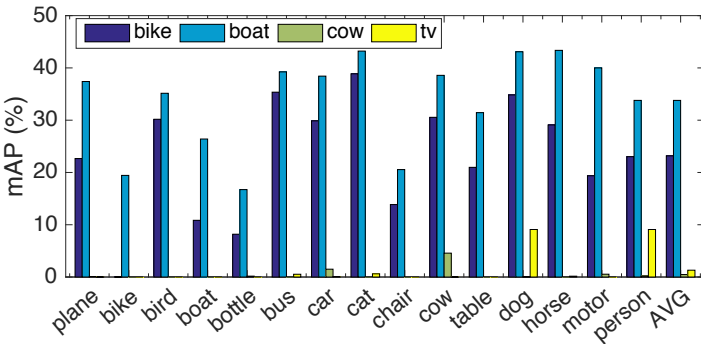 50
bike boat cow tv
40
30
20
10
0
mAP (%)
plane bike bird boat bottle bus car cat chair cow table dog horse motor person AVG